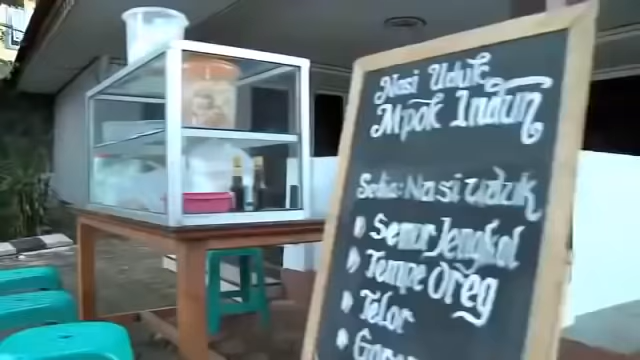 Nasi Uduk
Mpok Indun
Sedia: Nasi uduk
Semur Jengkol
Tempe Oreg
Telor